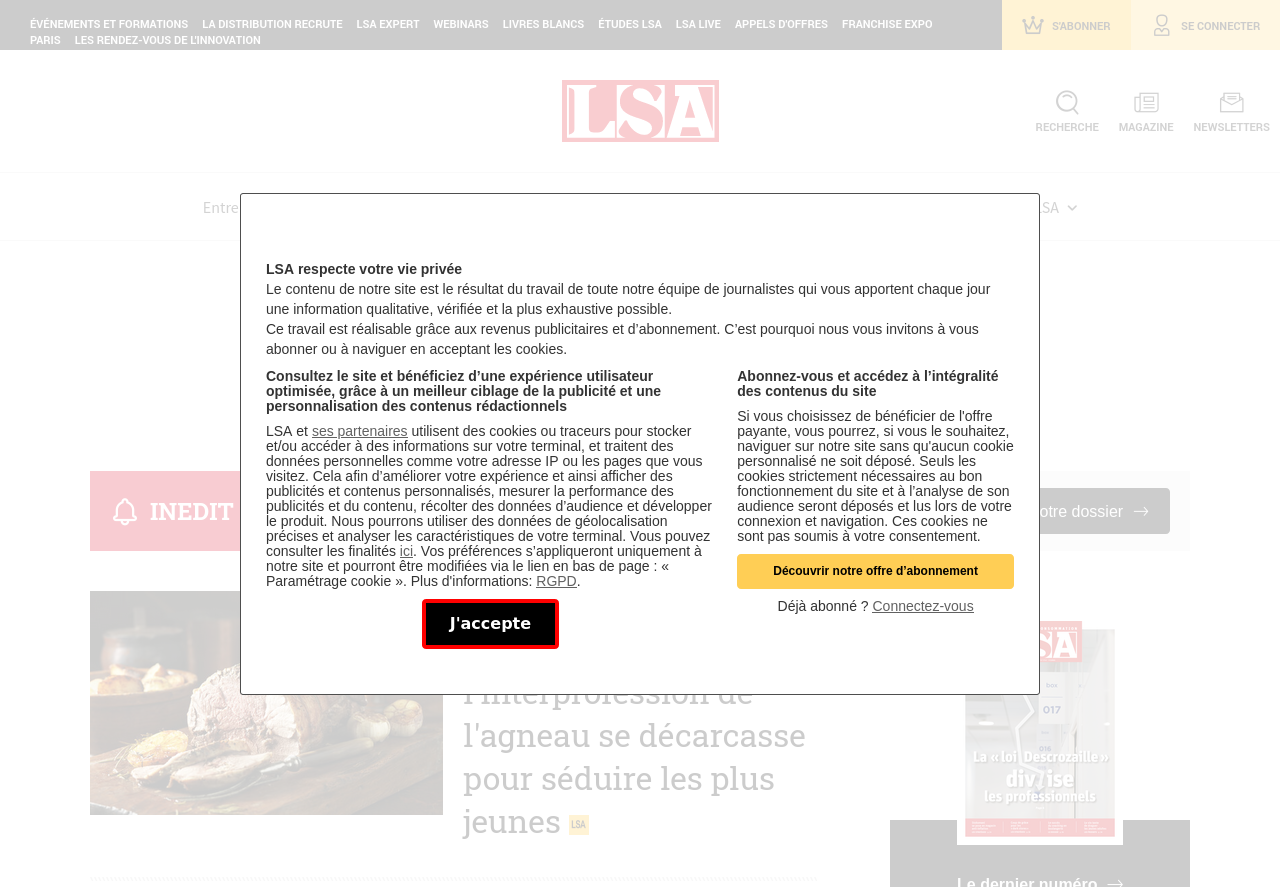 ÉVÉNEMENTS ET FORMATIONS LA DISTRIBUTION RECRUTE LSA EXPERT WEBINARS LIVRES BLANCS ÉTUDES LSA LSA LIVE APPELS D'OFFRES FRANCHISE EXPO
PARIS LES RENDEZ-VOUS DE L'INNOVATION
S'ABONNER SE CONNECTER
LSA
RECHERCHE MAGAZINE NEWSLETTERS
Entre LSA
LSA respecte votre vie privée
Le contenu de notre site est le résultat du travail de toute notre équipe de journalistes qui vous apportent chaque jour
une information qualitative, vérifiée et la plus exhaustive possible.
Ce travail est réalisable grâce aux revenus publicitaires et d’abonnement. C’est pourquoi nous vous invitons à vous
abonner ou à naviguer en acceptant les cookies.
Consultez le site et bénéficiez d’une expérience utilisateur
optimisée, grâce à un meilleur ciblage de la publicité et une
personnalisation des contenus rédactionnels
LSA et ses partenaires utilisent des cookies ou traceurs pour stocker
et/ou accéder à des informations sur votre terminal, et traitent des
données personnelles comme votre adresse IP ou les pages que vous
visitez. Cela afin d’améliorer votre expérience et ainsi afficher des
publicités et contenus personnalisés, mesurer la performance des
publicités et du contenu, récolter des données d’audience et développer
le produit. Nous pourrons utiliser des données de géolocalisation
précises et analyser les caractéristiques de votre terminal. Vous pouvez
consulter les finalités ici. Vos préférences s’appliqueront uniquement à
notre site et pourront être modifiées via le lien en bas de page : «
Paramétrage cookie ». Plus d'informations: RGPD.
J'accepte
Abonnez-vous et accédez à l’intégralité
des contenus du site
Si vous choisissez de bénéficier de l'offre
payante, vous pourrez, si vous le souhaitez,
naviguer sur notre site sans qu'aucun cookie
personnalisé ne soit déposé. Seuls les
cookies strictement nécessaires au bon
fonctionnement du site et à l’analyse de son
audience seront déposés et lus lors de votre
connexion et navigation. Ces cookies ne
sont pas soumis à votre consentement.
Découvrir notre offre d’abonnement
Déjà abonné ? Connectez-vous
INEDIT
otre dossier
l'interprofession de
l'agneau se décarcasse
pour séduire les plus
jeunes LSA
SA
017
016
La «loi Descrozaille»
divise
les professionnels
Le dernier numéro